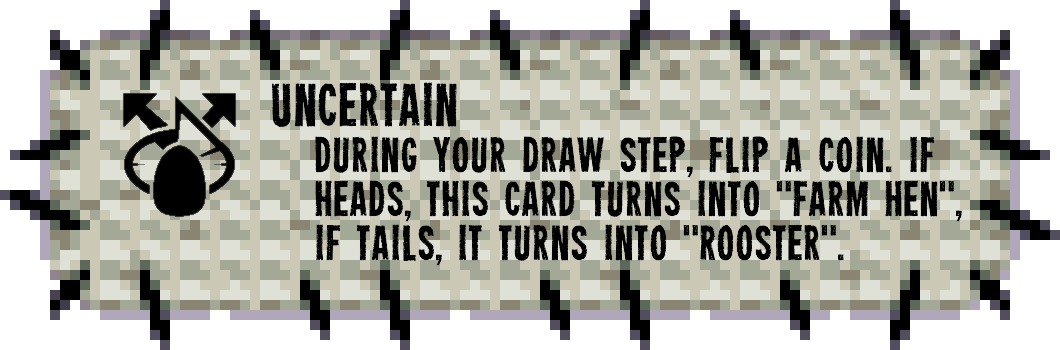 UNCERTAIN
DURING YOUR DRAW STEP, FLIP A COIN. IF
HEADS, THIS CARD TURNS INTO "FARM HEN",
IF TAILS, IT TURNS INTO "ROOSTER".